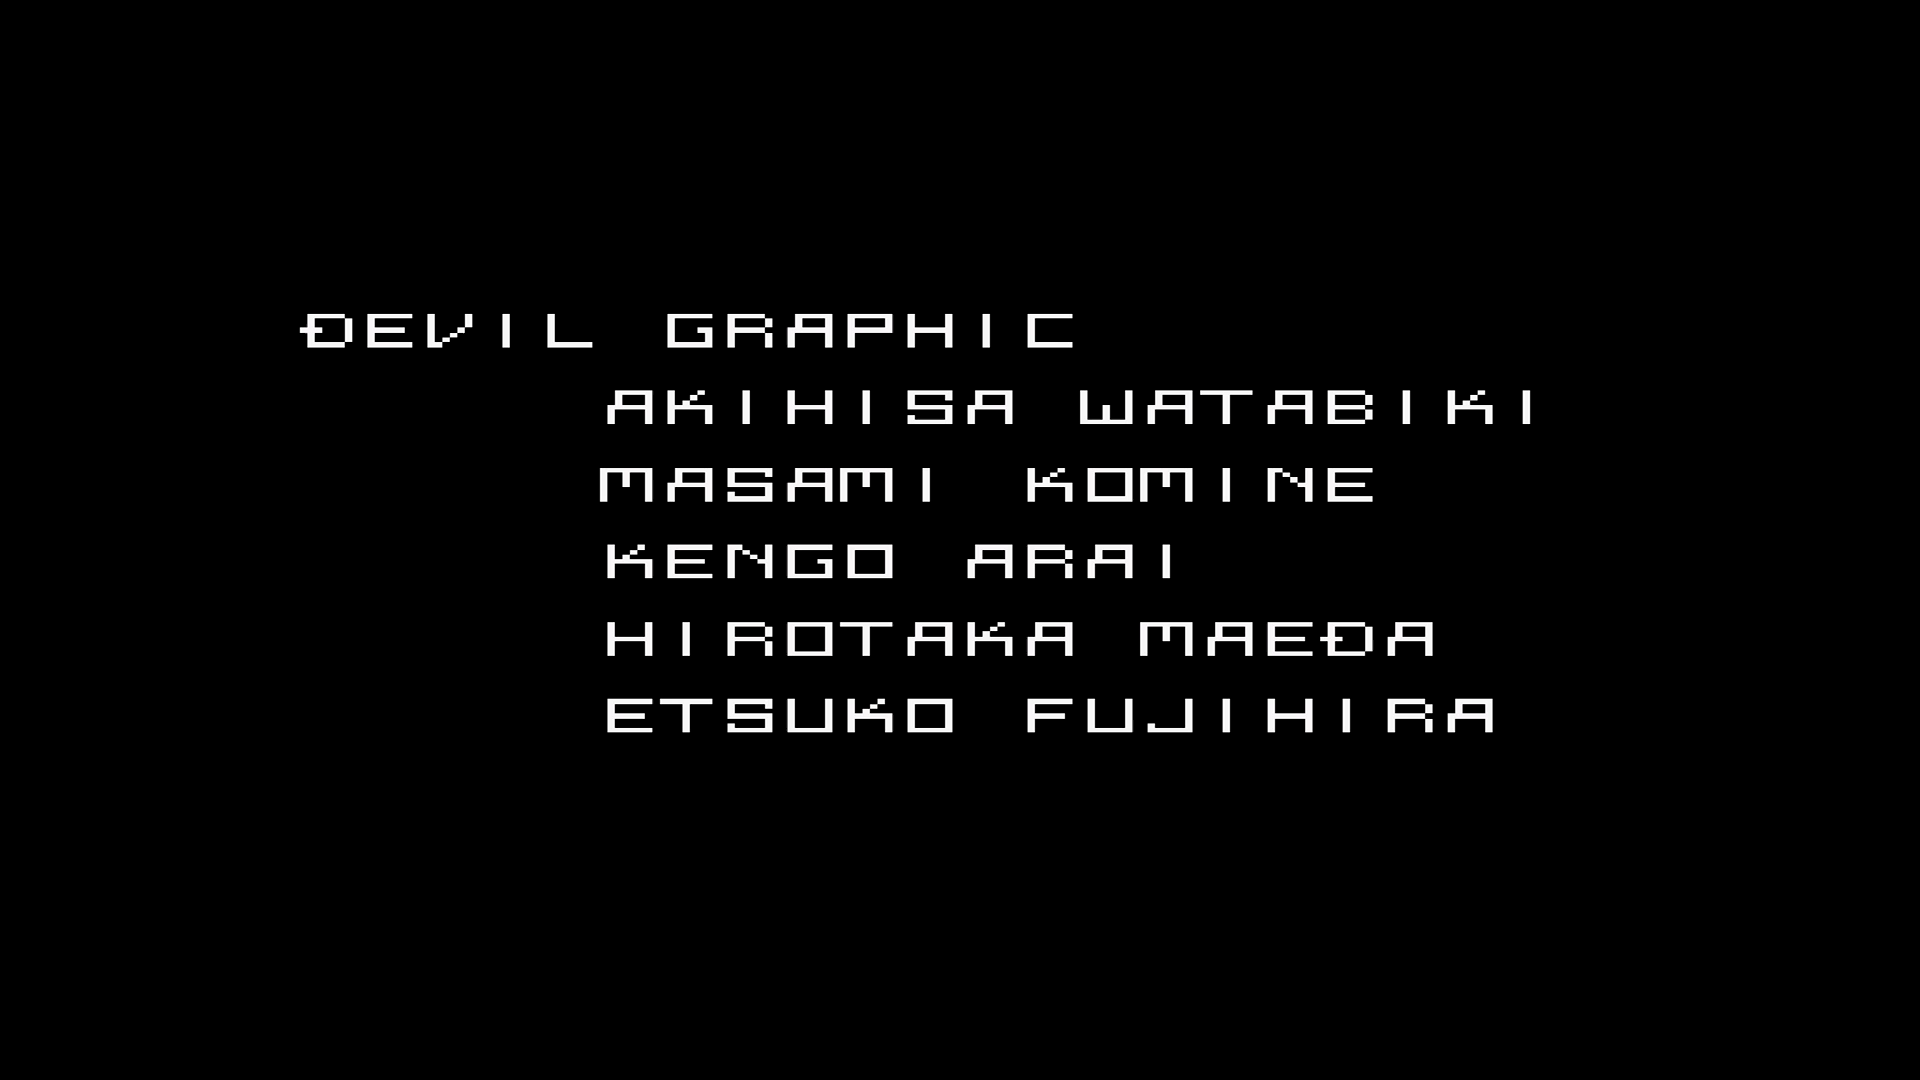 DEVIL GRAPHIC
AKIHISA WATABIKI
MASAMI KOMINE
KENGO ARAI
HIROTAKA MAEDA
ETSUKO FUJIHIRA